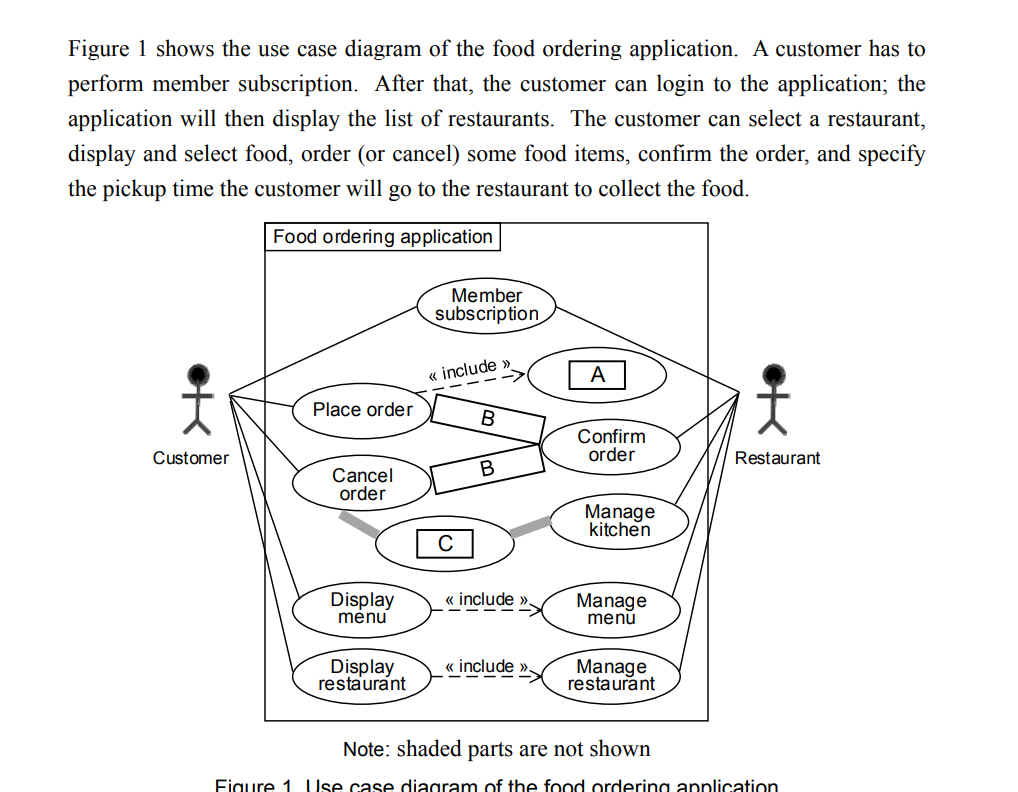 Figure 1 shows the use case diagram of the food ordering application. A customer has to
perform member subscription. After that, the customer can login to the application; the
application will then display the list of restaurants. The customer can select a restaurant,
display and select food, order (or cancel) some food items, confirm the order, and specify
the pickup time the customer will go to the restaurant to collect the food.
Food ordering application
Member
subscription
« include »
A
Place order
B
Confirm
order
Customer
Restaurant
Cancel
order
B
Manage
kitchen
C
Display
menu
« include »
Manage
menu
Display
restaurant
« include »
Manage
restaurant
Note: shaded parts are not shown
Figure 1 Use case diagram of the food ordering application